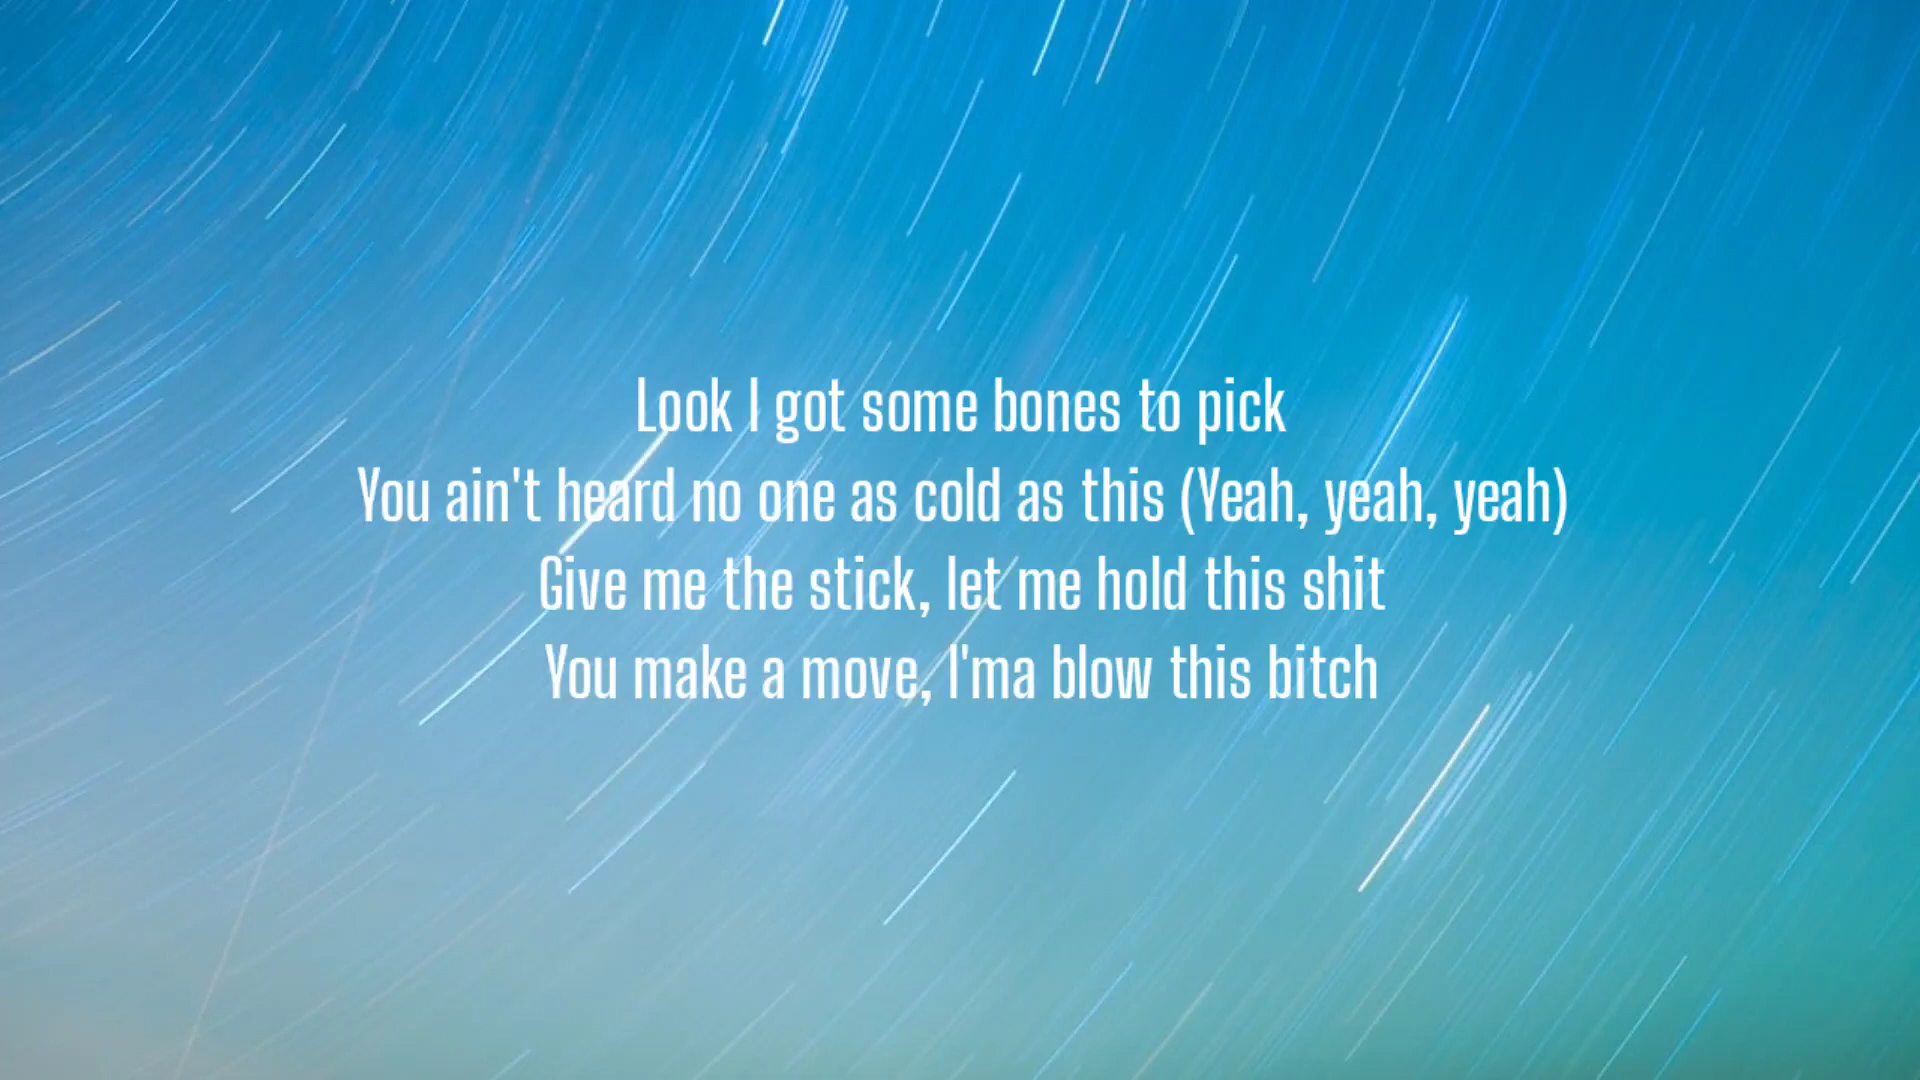 Look I got some bones to pick
You ain't heard no one as cold as this (Yeah, yeah, yeah)
Give me the stick, let me hold this shit
You make a move, I'ma blow this bitch